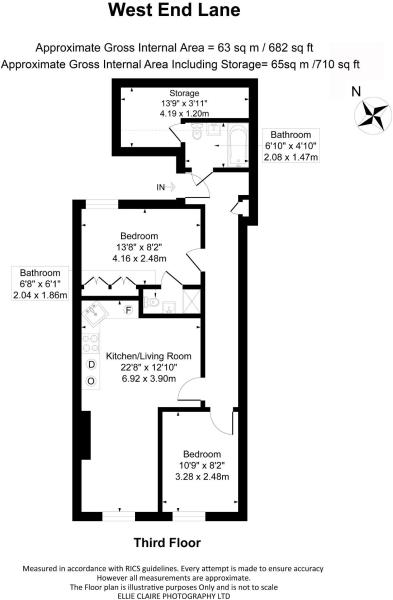 West End Lane
Approximate Gross Internal Area = 63 sq m / 682 sq ft
Approximate Gross Internal Area Including Storage= 65sq m /710 sq ft
N
Storage
13'9" x 3'11"
4.19 x 1.20m
Bathroom
6'10" x 4'10"
2.08 x 1.47m
IN
Bedroom
13'8" x 8'2"
4.16 x 2.48m
Bathroom
6'8" x 6'1"
2.04 x 1.86m
F
Kitchen/Living Room
22'8" x 12'10"
6.92 x 3.90m
D
O
Bedroom
10'9" x 8'2"
3.28 x 2.48m
Third Floor
Measured in accordance with RICS guidelines. Every attempt is made to ensure accuracy
However all measurements are approximate.
The Floor plan is illustrative purposes Only and is not to scale
ELLIE CLAIRE PHOTOGRAPHY LTD